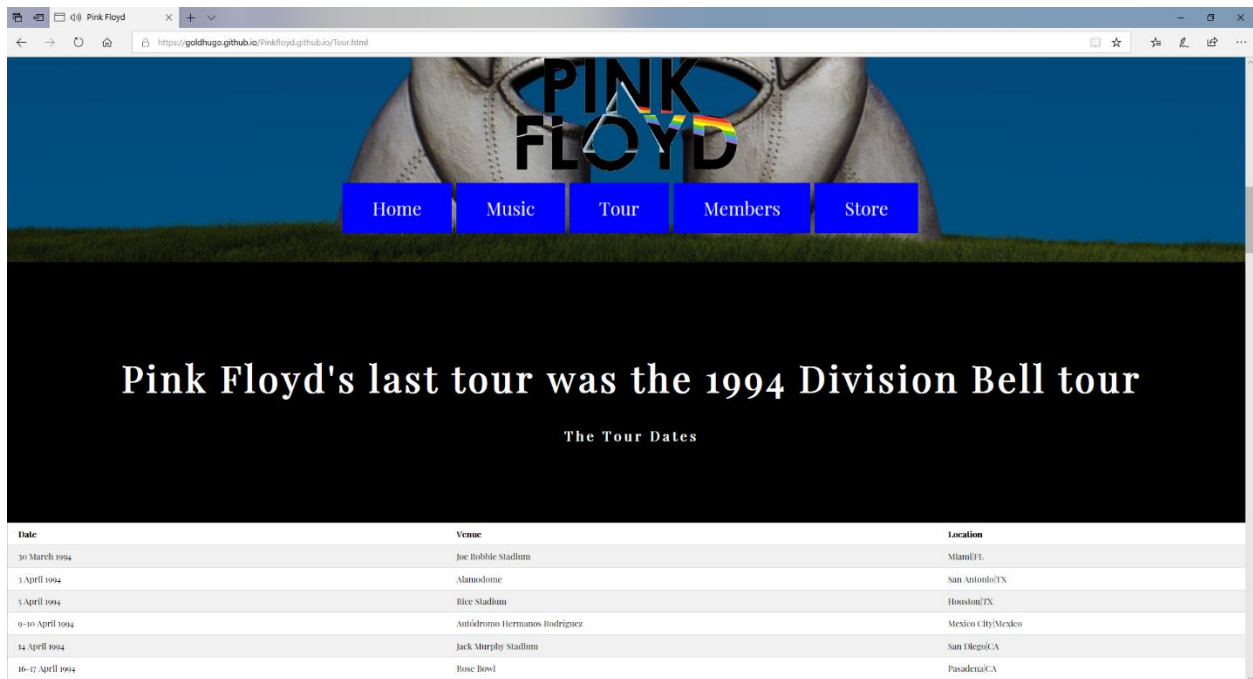 Pink Floyd
https://goldhugo.github.io/Pinkfloyd.github.io/Tour.html
PINK
FLOYD
Home Music Tour Members Store
Pink Floyd's last tour was the 1994 Division Bell tour
The Tour Dates
Date Venue Location
30 March 1994 Joe Robbie Stadium Miami|FL
3 April 1994 Alamodome San Antonio|TX
5 April 1994 Rice Stadium Houston|TX
9-10 April 1994 Autódromo Hermanos Rodríguez Mexico City|Mexico
14 April 1994 Jack Murphy Stadium San Diego|CA
16-17 April 1994 Rose Bowl Pasadena|CA